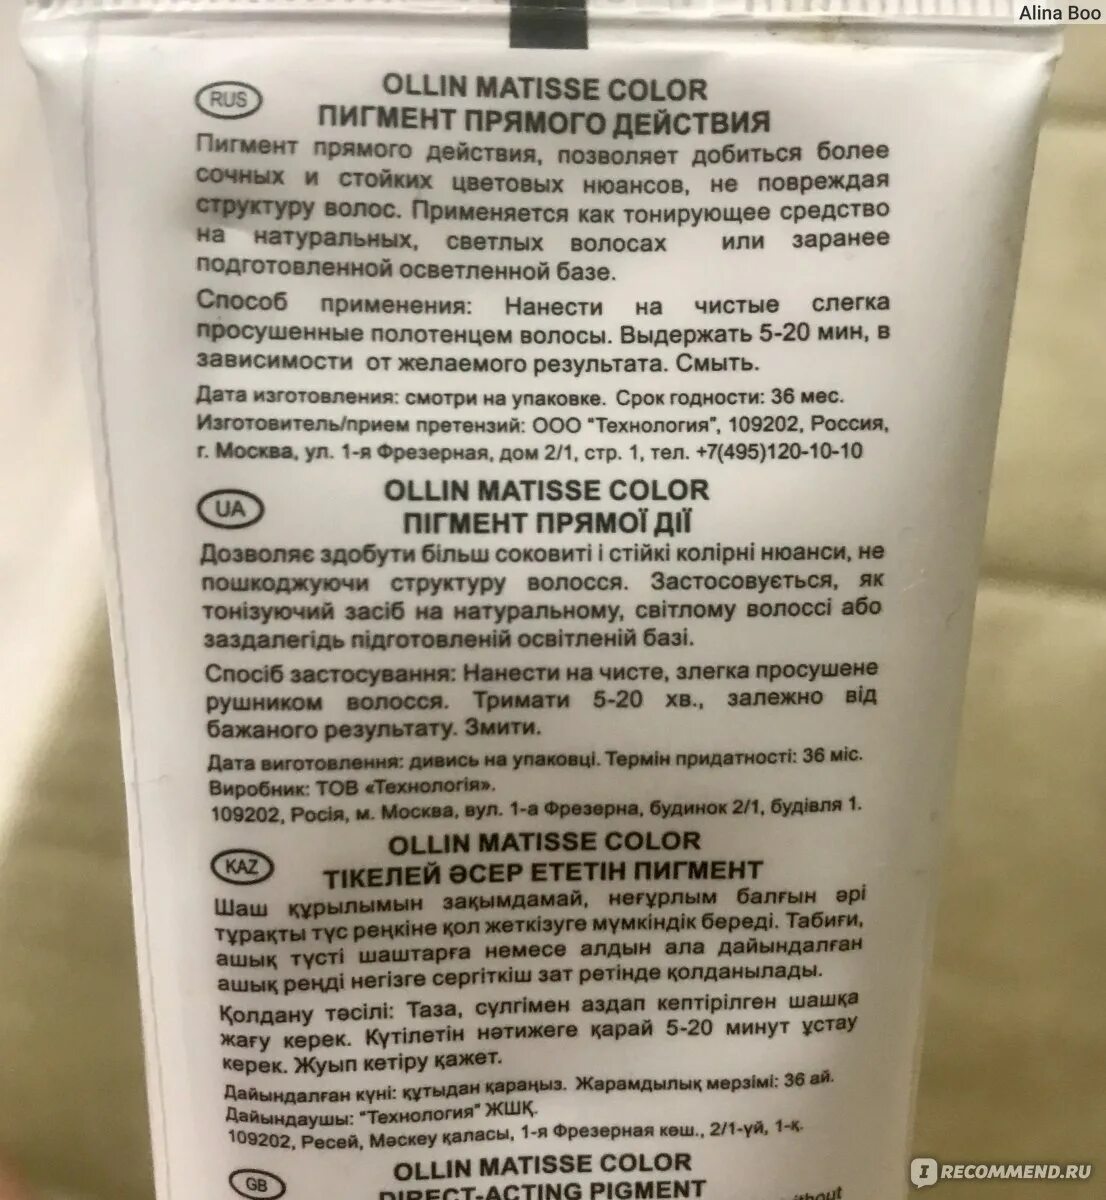 Alina Boo
RUS
OLLIN MATISSE COLOR
ПИГМЕНТ ПРЯМОГО ДЕЙСТВИЯ
Пигмент прямого действия, позволяет добиться более
сочных и стойких цветовых нюансов, не повреждая
структуру волос. Применяется как тонирующее средство
на натуральных, светлых волосах или заранее
подготовленной осветленной базе.
Способ применения: Нанести на чистые слегка
просушенные полотенцем волосы. Выдержать 5-20 мин, в
зависимости от желаемого результата. Смыть.
Дата изготовления: смотри на упаковке. Срок годности: 36 мес.
Изготовитель/прием претензий: ООО "Технология", 109202, Россия,
г. Москва, ул. 1-я Фрезерная, дом 2/1, стр. 1, тел. +7(495)120-10-10
UA
OLLIN MATISSE COLOR
ПІГМЕНТ ПРЯМОЇ ДІЇ
Дозволяє здобути більш соковиті і стійкі колірні нюанси, не
пошкоджуючи структуру волосся. Застосовується, як
тонізуючий засіб на натуральному, світлому волоссі або
заздалегідь підготовленій освітленій базі.
Спосіб застосування: Нанести на чисте, злегка просушене
рушником волосся. Тримати 5-20 хв., залежно від
бажаного результату. Змити.
Дата виготовлення: дивись на упаковці. Термін придатності: 36 міс.
Виробник: ТОВ «Технологія».
109202, Росія, м. Москва, вул. 1-а Фрезерна, будинок 2/1, будівля 1.
KAZ
OLLIN MATISSE COLOR
ТІКЕЛЕЙ ӘСЕР ЕТЕТІН ПИГМЕНТ
Шаш құрылымын зақымдамай, неғұрлым балғын әрі
тұрақты түс реңкіне қол жеткізуге мүмкіндік береді. Табиғи,
ашық түсті шаштарға немесе алдын ала дайындалған
ашық реңді негізге сергіткіш зат ретінде қолданылады.
Қолдану тәсілі: Таза, сүлгімен аздап кептірілген шашқа
жағу керек. Күтілетін нәтижеге қарай 5-20 минут ұстау
керек. Жуып кетіру қажет.
Дайындалған күні: құтыдан қараңыз. Жарамдылық мерзімі: 36 ай.
Дайындаушы: "Технология" ЖШҚ.
109202, Ресей, Мәскеу қаласы, 1-я Фрезерная көш., 2/1-үй, 1-қ.
GB
OLLIN MATISSE COLOR
DIRECT-ACTING PIGMENT
without
IRECOMMEND.RU